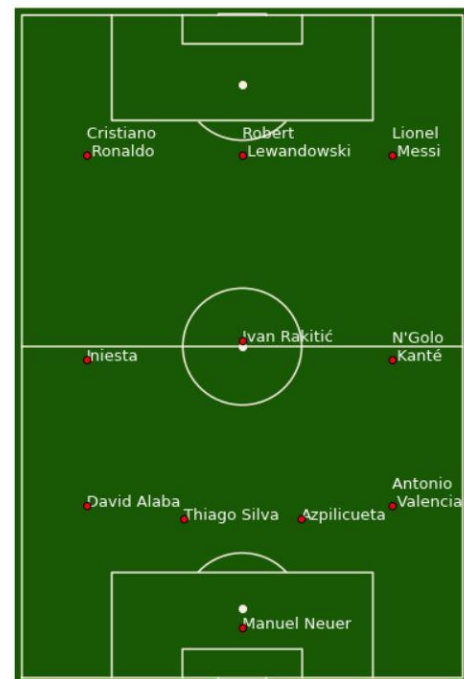 Cristiano
Ronaldo
Robert
Lewandowski
Lionel
Messi
Ivan Rakitić
Iniesta
N'Golo
Kanté
David Alaba
Thiago Silva
Azpilicueta
Antonio
Valencia
Manuel Neuer